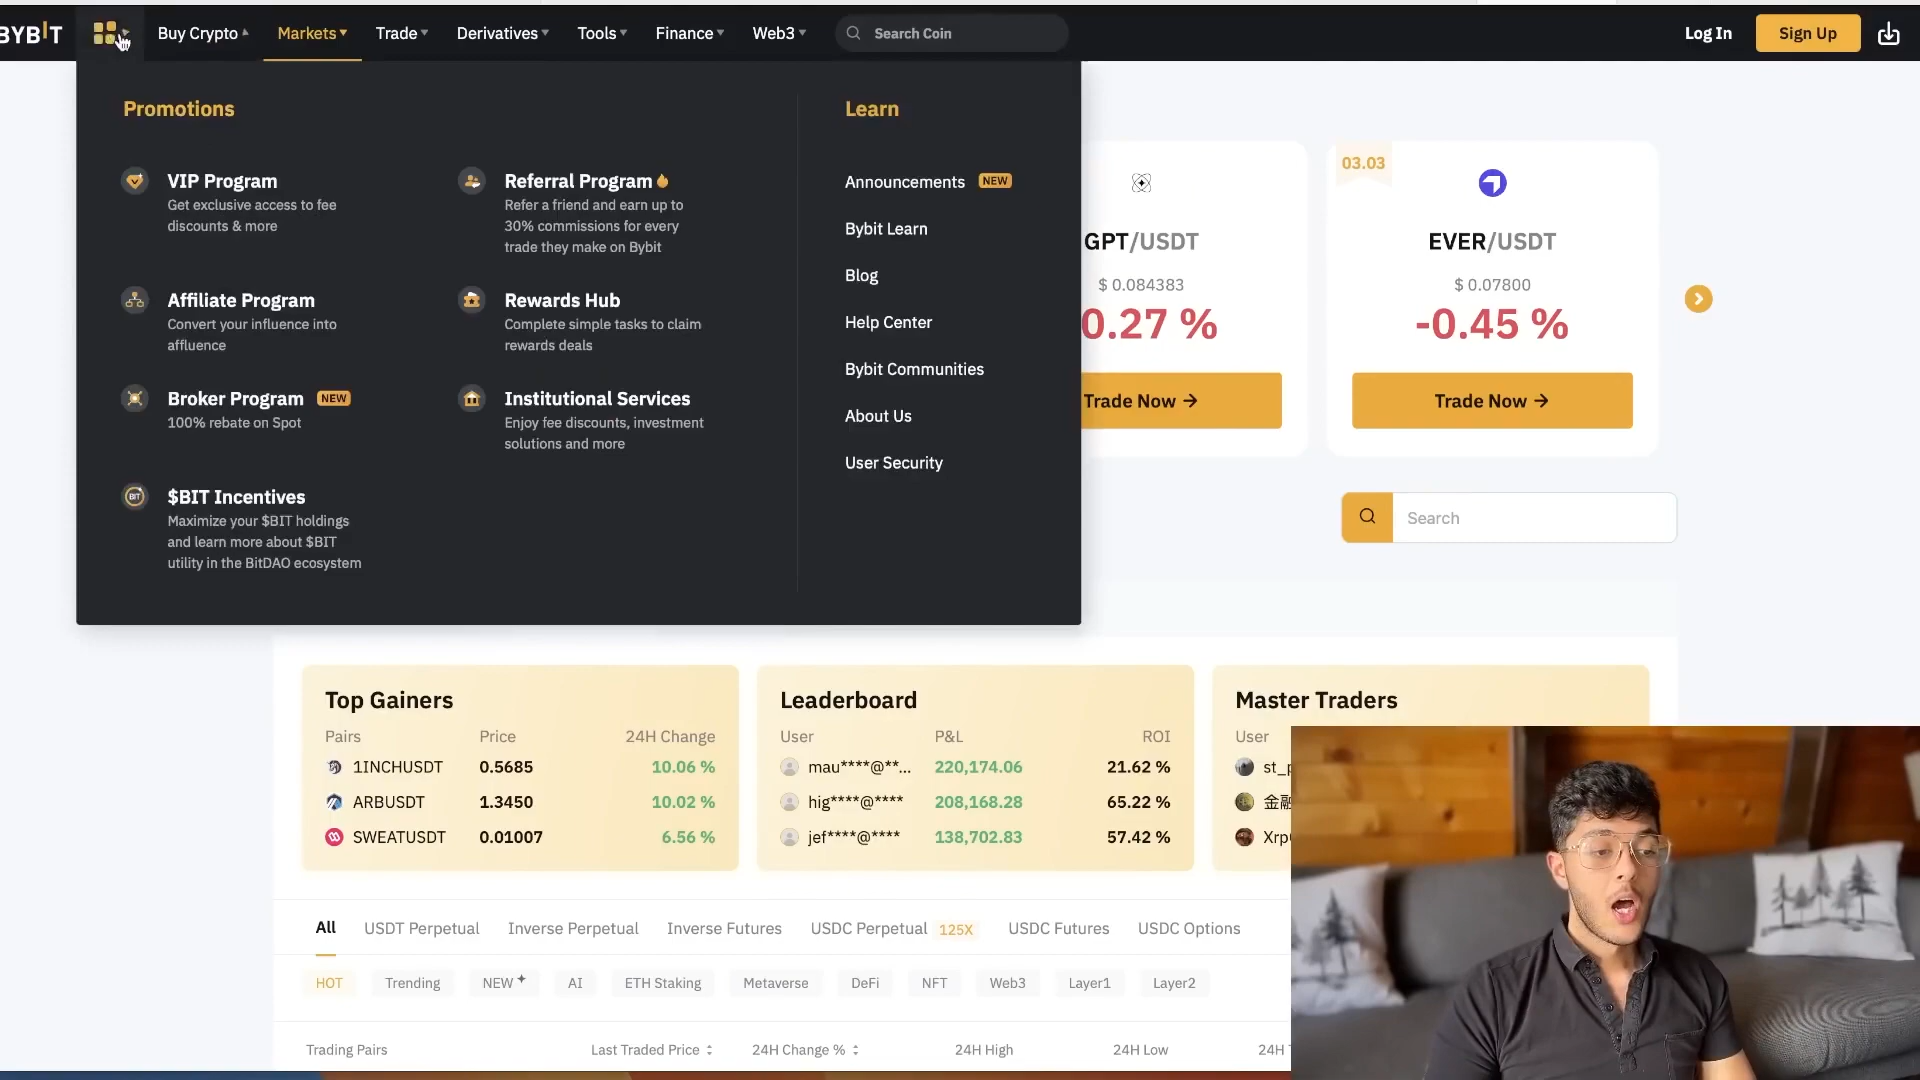 BYBIT
Buy Crypto
Markets
Trade
Derivatives
Tools
Finance
Web3
Search Coin
Log In
Sign Up
Promotions
VIP Program
Get exclusive access to fee
discounts & more
Referral Program
Refer a friend and earn up to
30% commissions for every
trade they make on Bybit
Affiliate Program
Convert your influence into
affluence
Rewards Hub
Complete simple tasks to claim
rewards deals
Broker Program NEW
100% rebate on Spot
Institutional Services
Enjoy fee discounts, investment
solutions and more
$BIT Incentives
Maximize your $BIT holdings
and learn more about $BIT
utility in the BitDAO ecosystem
BIT
Learn
Announcements NEW
Bybit Learn
Blog
Help Center
Bybit Communities
About Us
User Security
GPT/USDT
$ 0.084383
0.27 %
Trade Now →
03.03
EVER/USDT
$ 0.07800
-0.45 %
Trade Now →
Search
Top Gainers
Pairs Price 24H Change
1INCHUSDT 0.5685 10.06 %
ARBUSDT 1.3450 10.02 %
SWEATUSDT 0.01007 6.56 %
Leaderboard
User P&L ROI
mau****@**... 220,174.06 21.62 %
hig****@**** 208,168.28 65.22 %
jef****@**** 138,702.83 57.42 %
Master Traders
User
st_
金融
Xrp
All USDT Perpetual Inverse Perpetual Inverse Futures USDC Perpetual 125X USDC Futures USDC Options
HOT Trending NEW AI ETH Staking Metaverse DeFi NFT Web3 Layer1 Layer2
Trading Pairs Last Traded Price 24H Change % 24H High 24H Low 24H